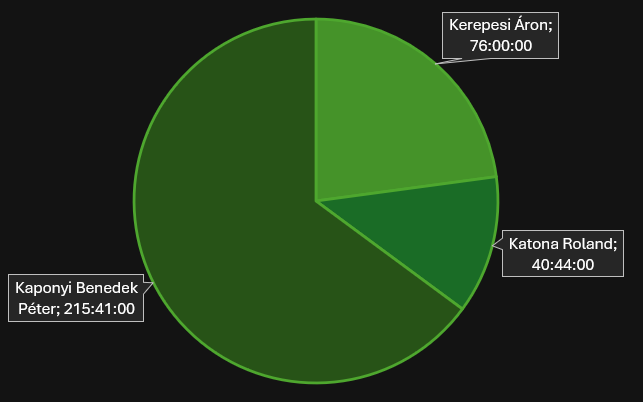 Kerepesi Áron;
76:00:00
Katona Roland;
40:44:00
Kaponyi Benedek
Péter; 215:41:00